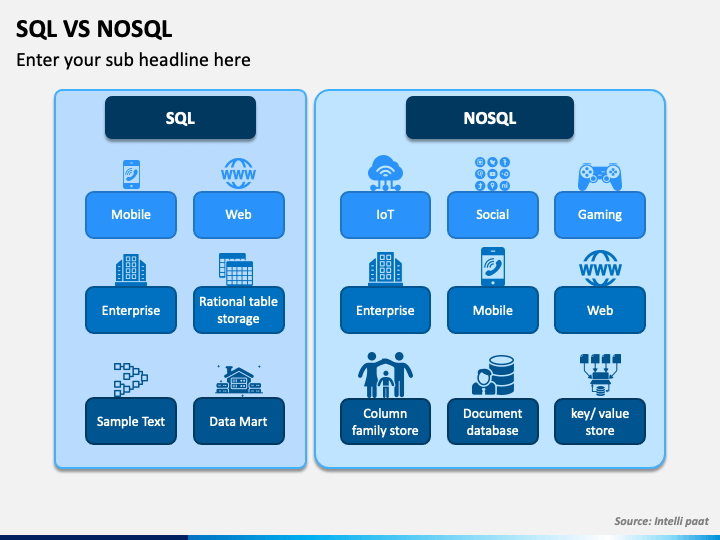 SQL VS NOSQL
Enter your sub headline here
SQL
Mobile
WWW
Web
Enterprise
Rational table
storage
Sample Text
Data Mart
NOSQL
IoT
Social
Gaming
Enterprise
Mobile
WWW
Web
Column
family store
Document
database
key/ value
store
Source: Intelli paat